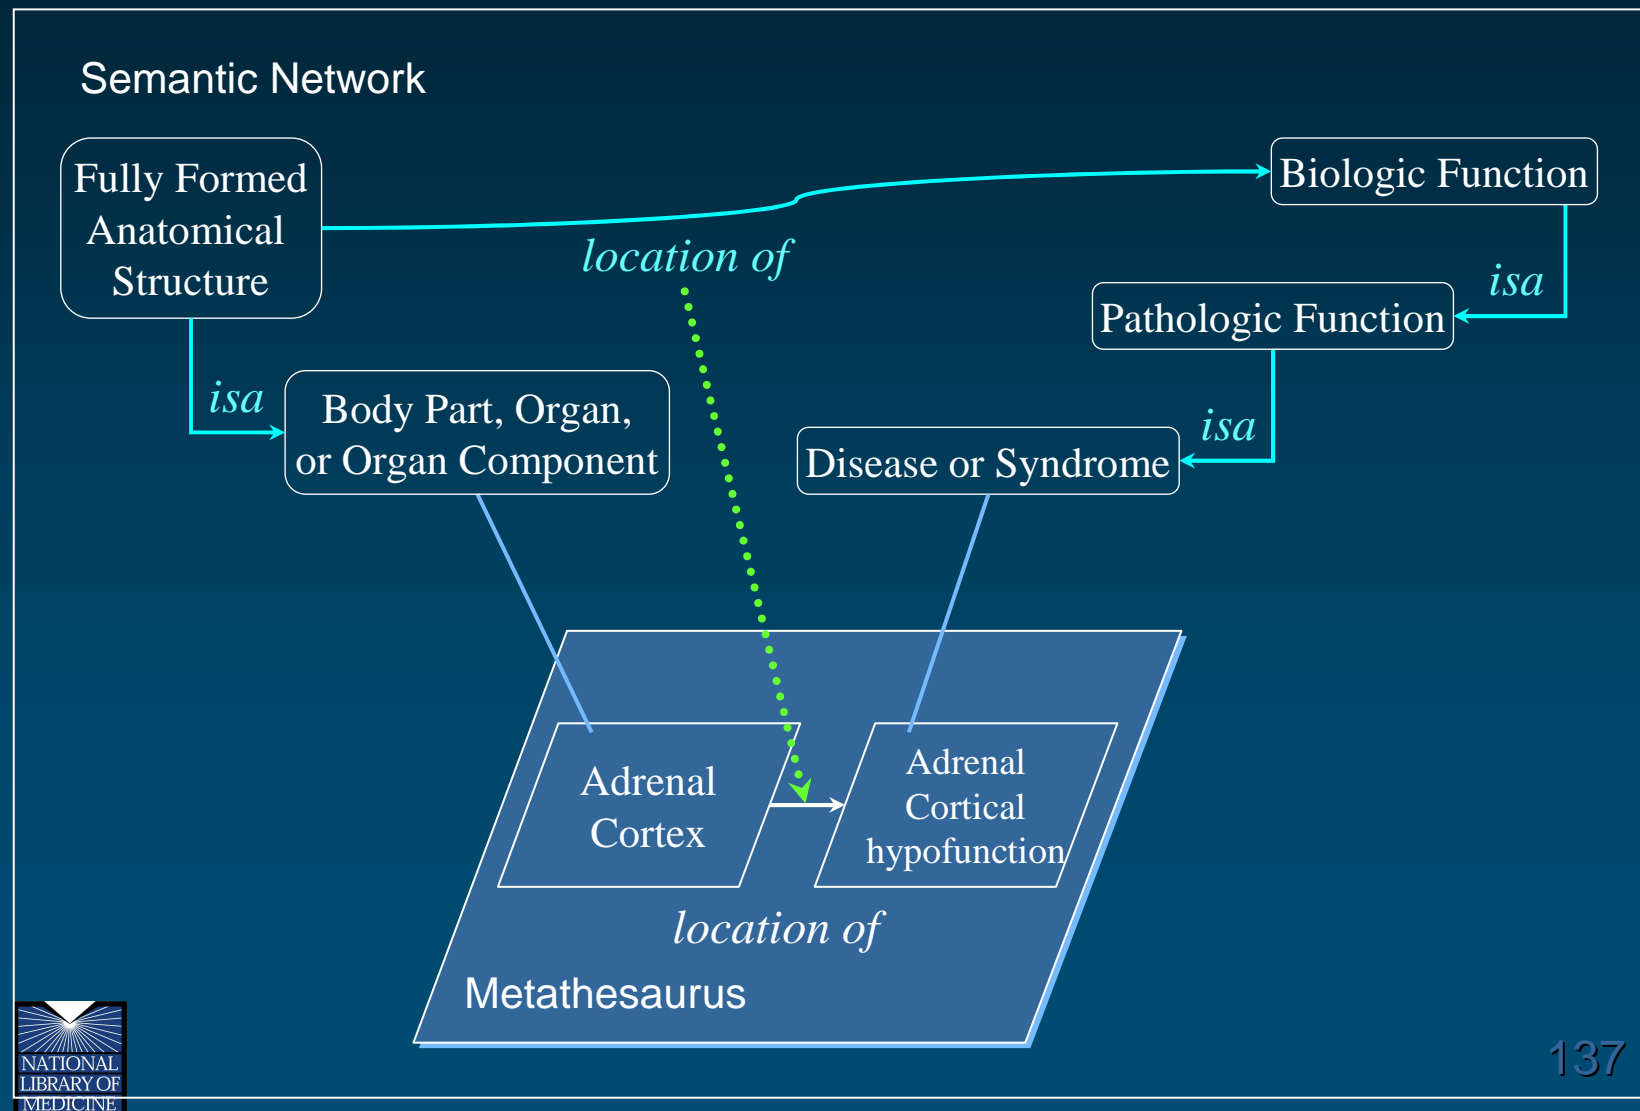 Semantic Network
Fully Formed
Anatomical
Structure
Biologic Function
location of
isa
Pathologic Function
isa
Body Part, Organ,
or Organ Component
isa
Disease or Syndrome
Adrenal
Cortex
Adrenal
Cortical
hypofunction
location of
Metathesaurus
NATIONAL
LIBRARY OF
MEDICINE
137